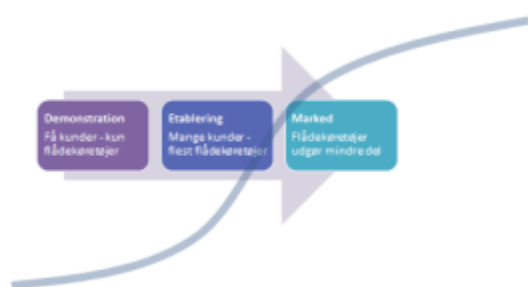 Demonstration
Få kunder - kun
flådekøretøjer
Etablering
Mange kunder -
flest flådekøretøjer
Marked
Flådekøretøjer
udgør mindre del